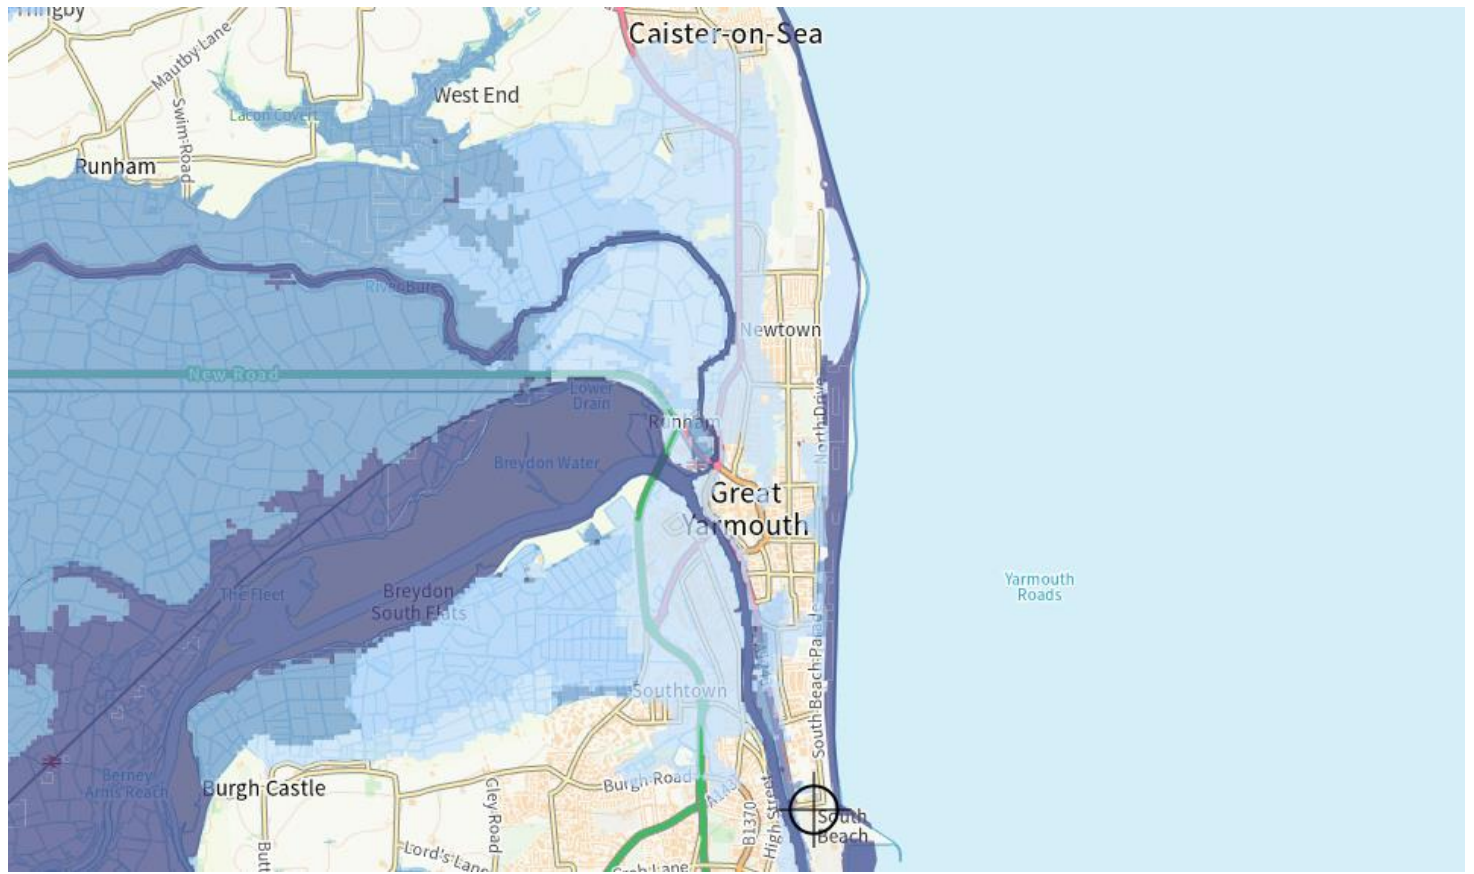 Caister-on-Sea
Mautby Lane
West End
Lacon Covert
Swim Road
Runham
River Bure
Newtown
New Road
Lower
Drain
North Drive
Runham
Breydon Water
Great
Yarmouth
Yarmouth
Roads
The Fleet
Breydon
South Flats
South Beach Parade
Southtown
Berney
Arms Reach
Burgh Castle
Burgh Road
A143
Gley Road
B1370
High Street
South
Beach
Lord's Lane
Butt